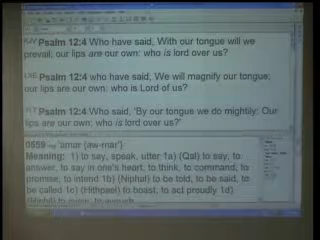 KJV Psalm 12:4 Who have said, With our tongue will we
prevail; our lips are our own: who is lord over us?
LXE Psalm 12:4 who have said, We will magnify our tongue;
our lips are our own: who is Lord of us?
YLT Psalm 12:4 Who said, 'By our tongue we do mightily: Our
lips are our own; who is lord over us?'
0559 'amar {aw-mar'}
Meaning: 1) to say, speak, utter 1a) (Qal) to say, to
answer, to say in one's heart, to think, to command, to
promise, to intend 1b) (Niphal) to be told, to be said, to
be called 1c) (Hithpael) to boast, to act proudly 1d)
(Hiphil) to avow, to avouch